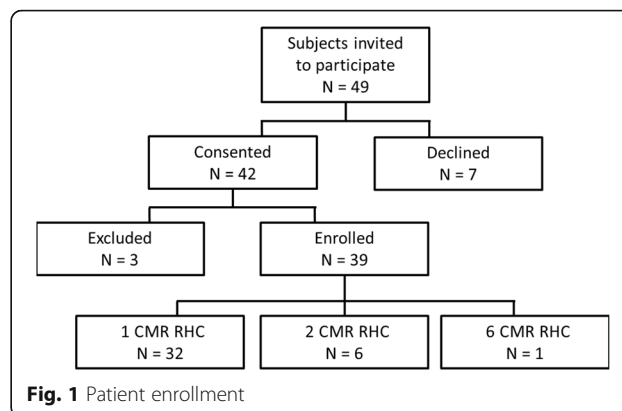 Subjects invited
to participate
N = 49
Consented
N = 42
Declined
N = 7
Excluded
N = 3
Enrolled
N = 39
1 CMR RHC
N = 32
2 CMR RHC
N = 6
6 CMR RHC
N = 1
Fig. 1 Patient enrollment